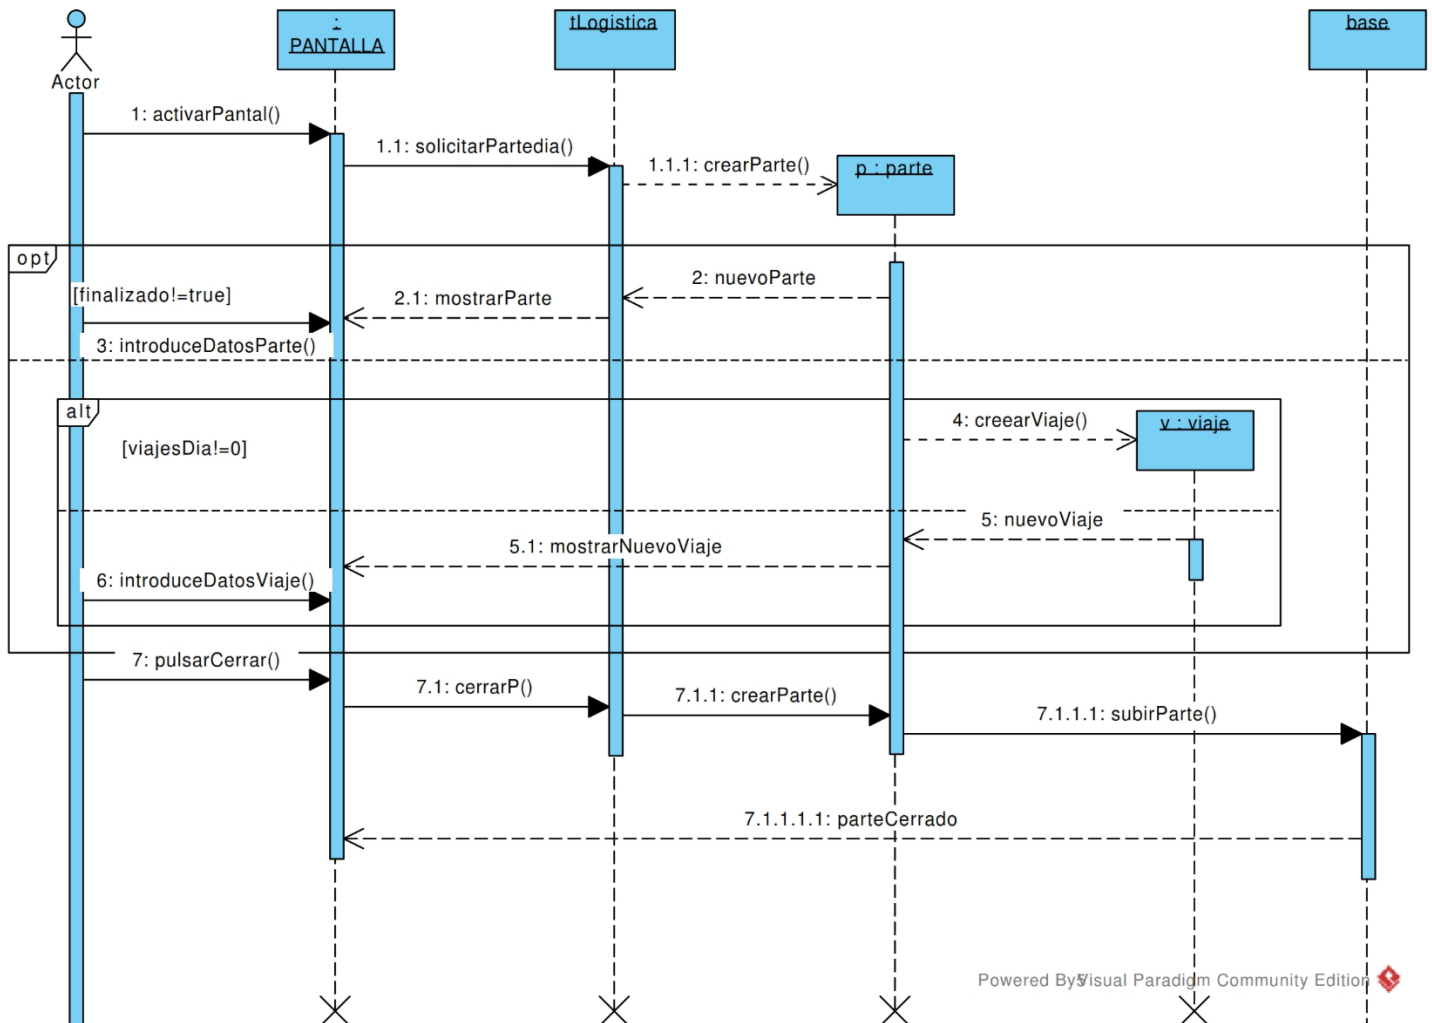 :
PANTALLA
tLogistica
base
Actor
1: activarPantal()
1.1: solicitarPartedia()
1.1.1: crearParte()
p : parte
opt
2: nuevoParte
[finalizado!=true]
2.1: mostrarParte
3: introduceDatosParte()
alt
4: creearViaje()
v : viaje
[viajesDia!=0]
5: nuevoViaje
5.1: mostrarNuevoViaje
6: introduceDatosViaje()
7: pulsarCerrar()
7.1: cerrarP()
7.1.1: crearParte()
7.1.1.1: subirParte()
7.1.1.1.1: parteCerrado
Powered By Visual Paradigm Community Edition